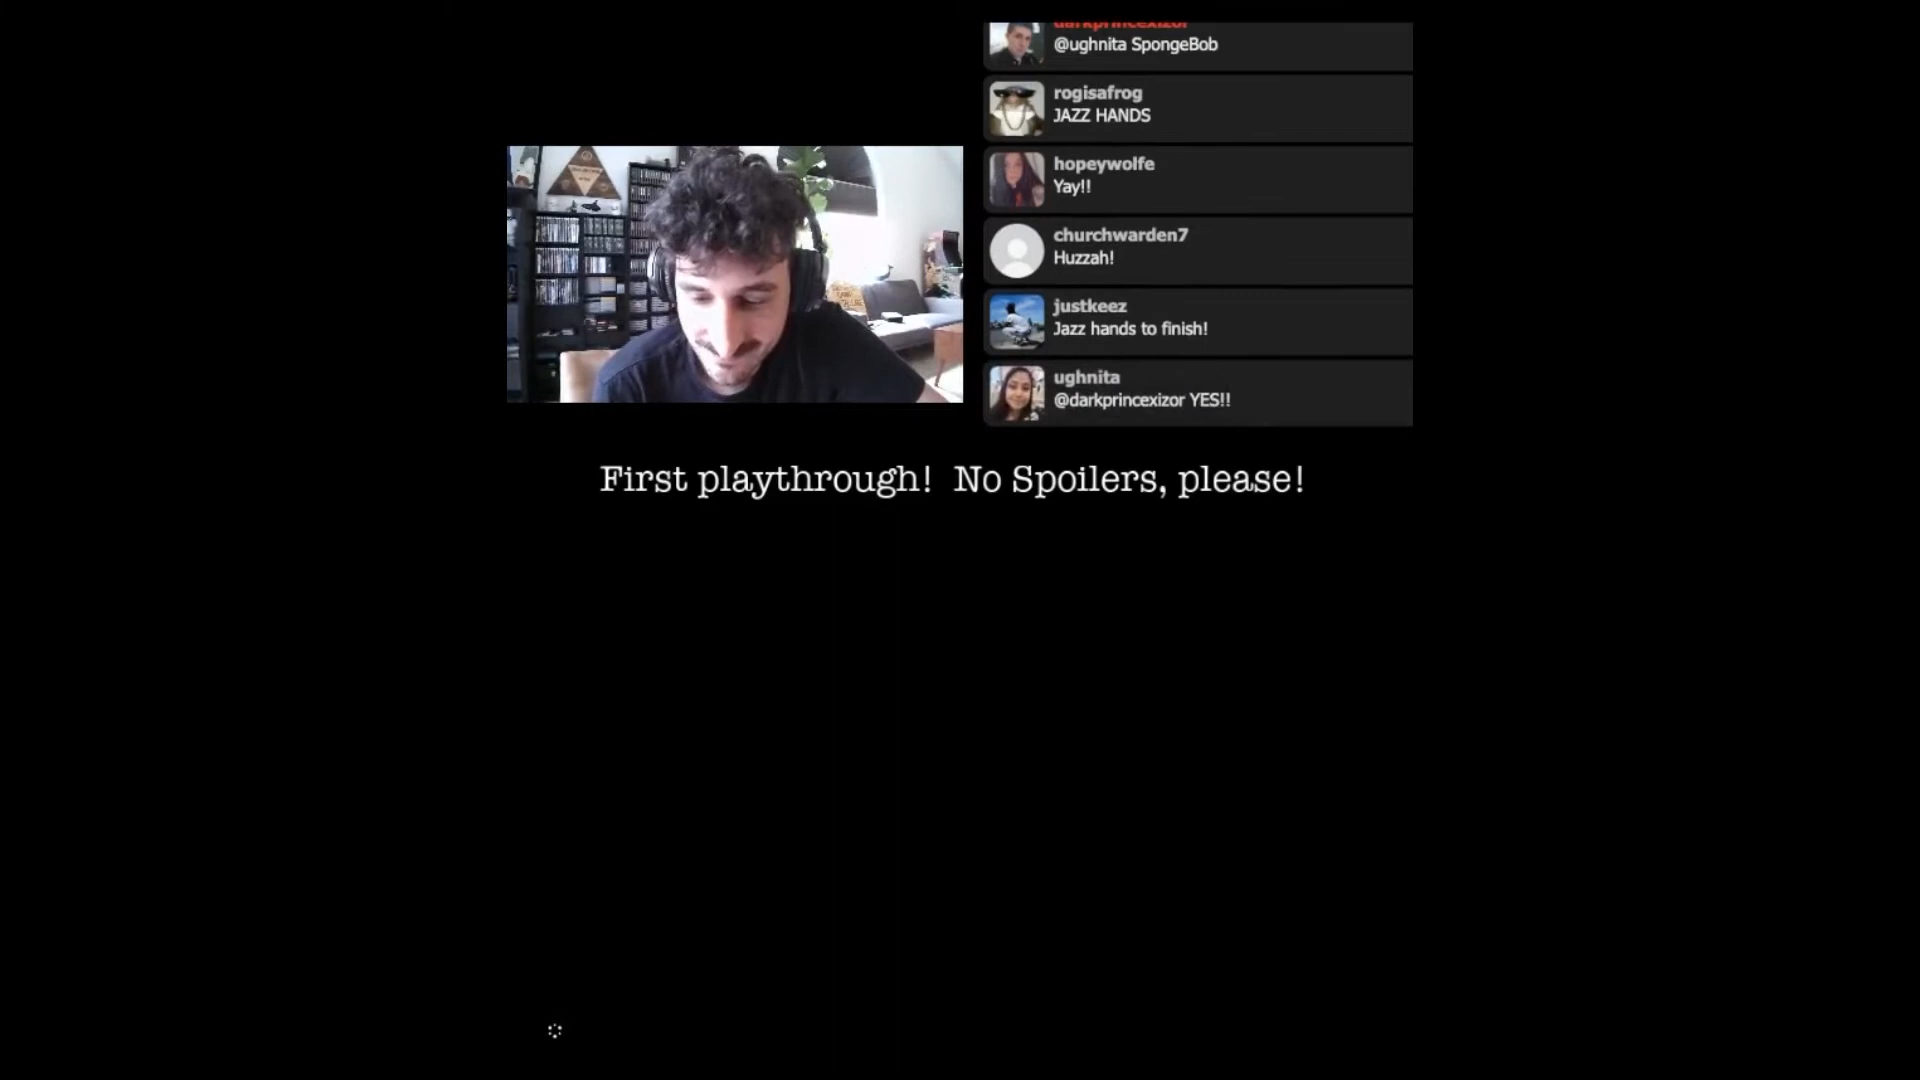 darkprincexizor
@ughnita SpongeBob
rogisafrog
JAZZ HANDS
hopeywolfe
Yay!!
churchwarden7
Huzzah!
justkeez
Jazz hands to finish!
ughnita
@darkprincexizor YES!!
First playthrough! No Spoilers, please!